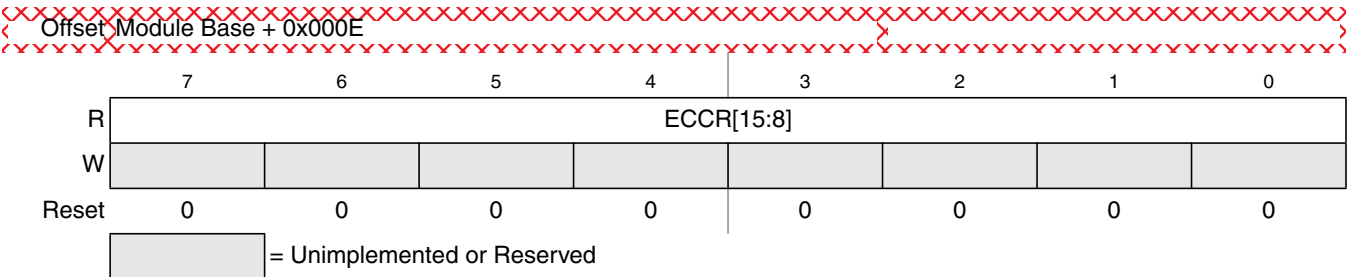 Offset Module Base + 0x000E
7 6 5 4 3 2 1 0
R ECCR[15:8]
W
Reset 0 0 0 0 0 0 0 0
= Unimplemented or Reserved